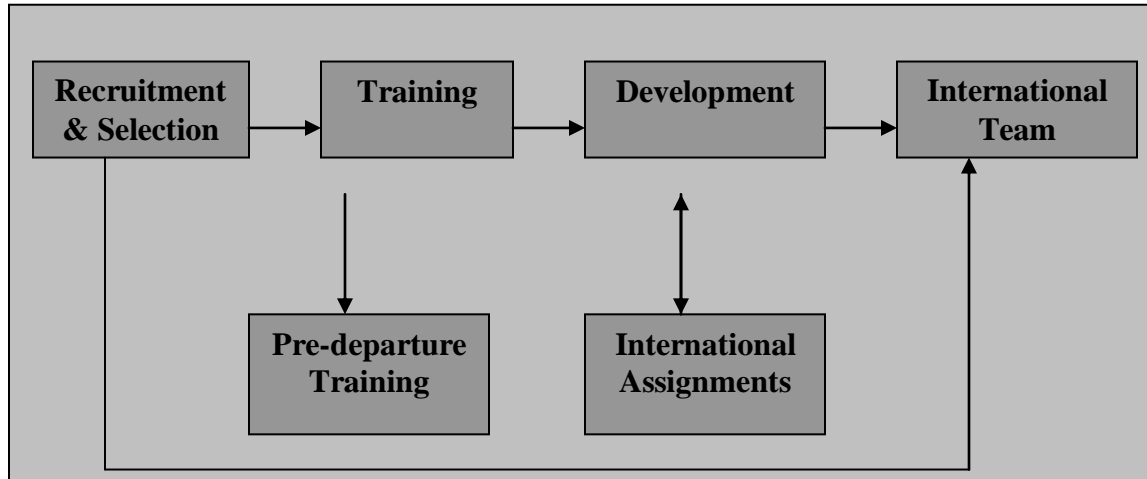 Recruitment
& Selection
Training
Development
International
Team
Pre-departure
Training
International
Assignments